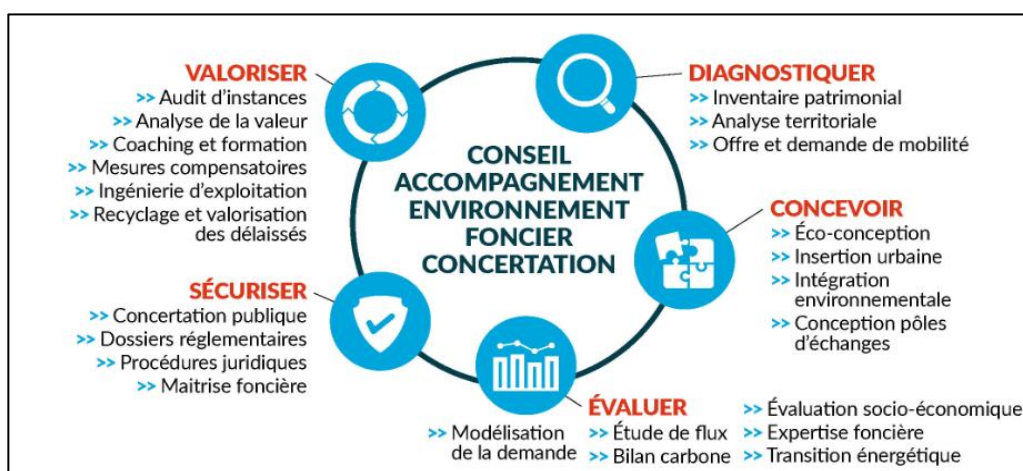 VALORISER
>> Audit d'instances
>> Analyse de la valeur
>> Coaching et formation
>> Mesures compensatoires
>> Ingénierie d'exploitation
>> Recyclage et valorisation
des délaissés
DIAGNOSTIQUER
>> Inventaire patrimonial
>> Analyse territoriale
>> Offre et demande de mobilité
CONSEIL
ACCOMPAGNEMENT
ENVIRONNEMENT
FONCIER
CONCERTATION
CONCEVOIR
>> Éco-conception
>> Insertion urbaine
>> Intégration
environnementale
>> Conception pôles
d'échanges
SÉCURISER
>> Concertation publique
>> Dossiers réglementaires
>> Procédures juridiques
>> Maitrise foncière
ÉVALUER
>> Modélisation
de la demande
>> Étude de flux
>> Bilan carbone
>> Évaluation socio-économique
>> Expertise foncière
>> Transition énergétique